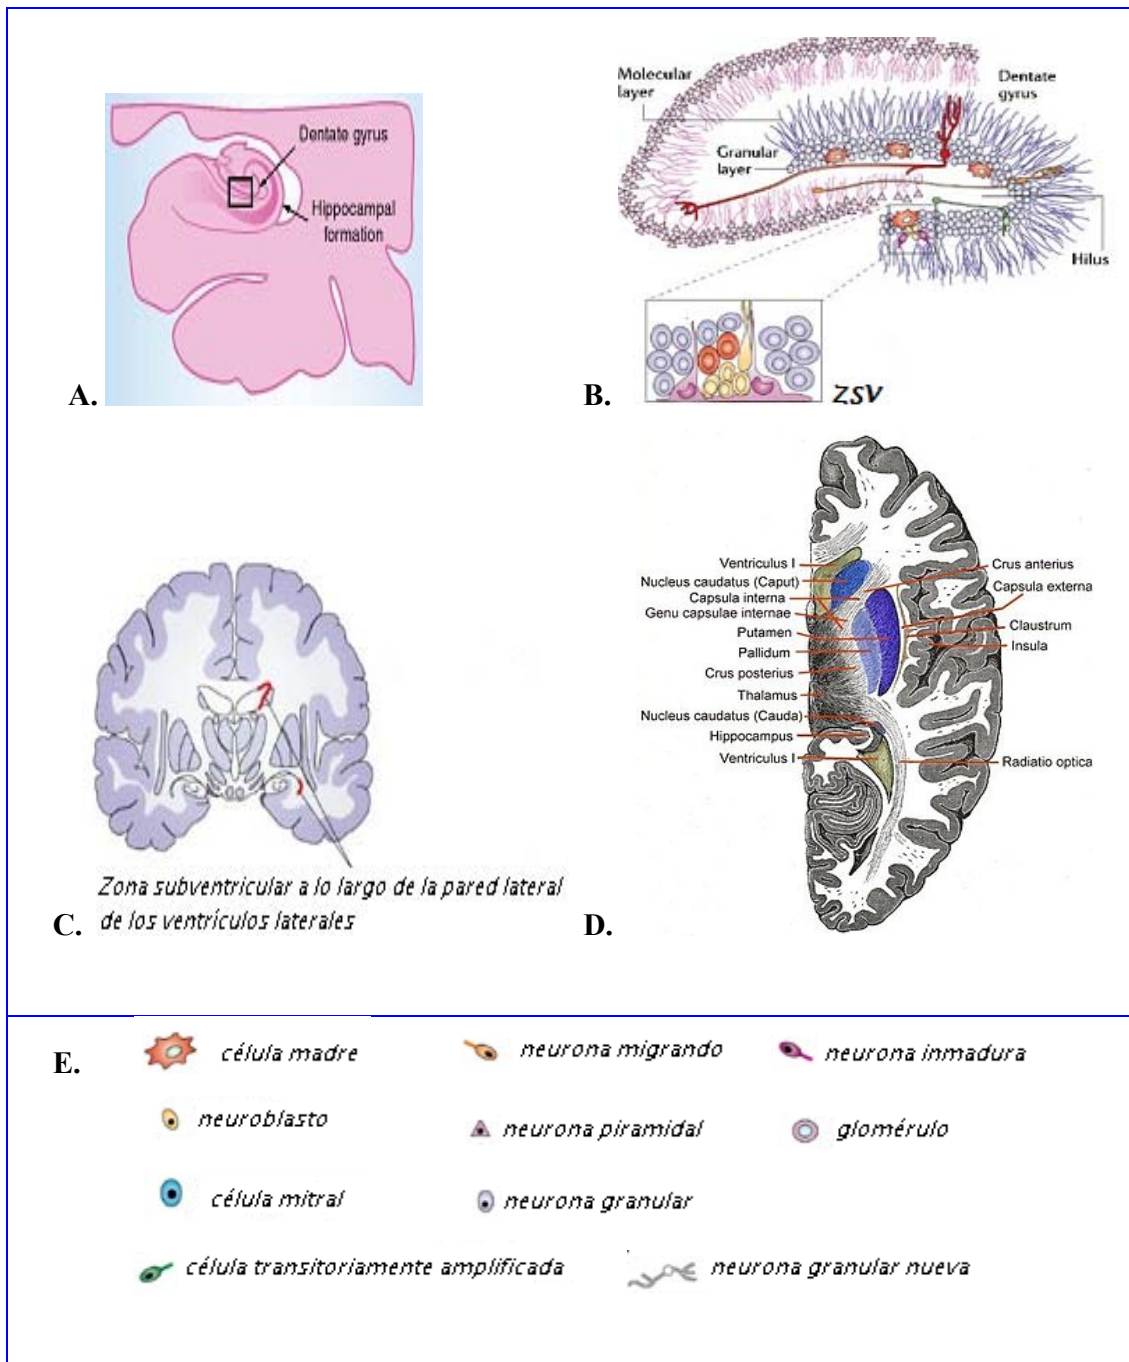 Dentate gyrus
Hippocampal
formation
A.
Molecular
layer
Dentate
gyrus
Granular
layer
Hilus
B.
ZSV
Zona subventricular a lo largo de la pared lateral
de los ventrículos laterales
C.
Ventriculus I
Nucleus caudatus (Caput)
Capsula interna
Genu capsulae internae
Putamen
Pallidum
Crus posterius
Thalamus
Nucleus caudatus (Cauda)
Hippocampus
Ventriculus I
Crus anterius
Capsula externa
Claustrum
Insula
Radiatio optica
D.
E.
célula madre
neurona migrando
neurona inmadura
neuroblasto
neurona piramidal
glomérulo
célula mitral
neurona granular
célula transitoriamente amplificada
neurona granular nueva